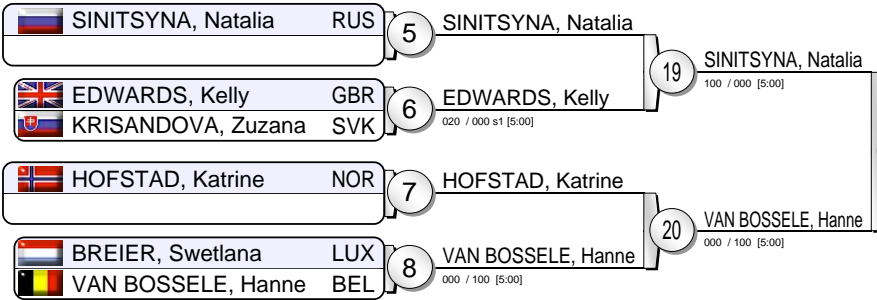 SINITSYNA, Natalia RUS
5
SINITSYNA, Natalia
EDWARDS, Kelly GBR
KRISANDOVA, Zuzana SVK
6
EDWARDS, Kelly
020 / 000 s1 [5:00]
19
SINITSYNA, Natalia
100 / 000 [5:00]
HOFSTAD, Katrine NOR
7
HOFSTAD, Katrine
BREIER, Swetlana LUX
VAN BOSSELE, Hanne BEL
8
VAN BOSSELE, Hanne
000 / 100 [5:00]
20
VAN BOSSELE, Hanne
000 / 100 [5:00]